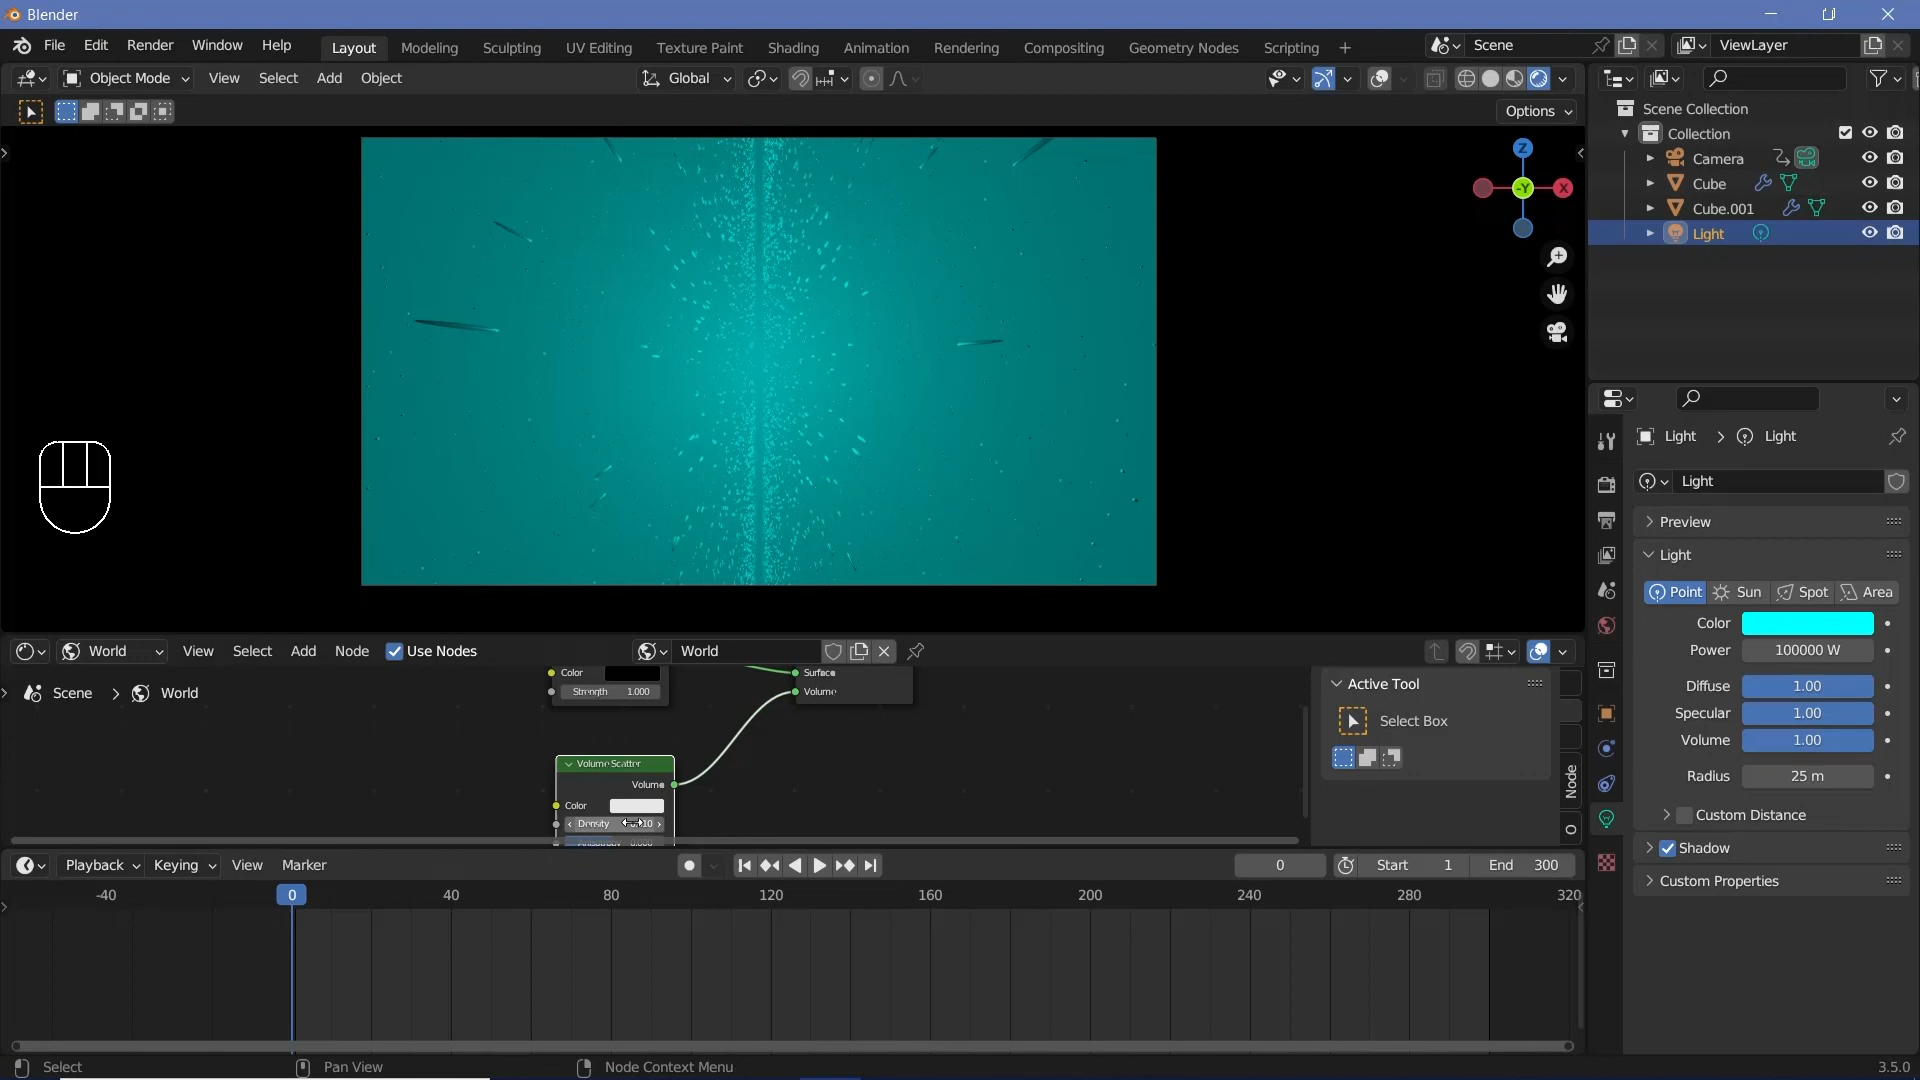 Blender
File Edit Render Window Help
Layout Modeling Sculpting UV Editing Texture Paint Shading Animation Rendering Compositing Geometry Nodes Scripting
Scene
ViewLayer
Object Mode View Select Add Object
Global
Options
Scene Collection
Collection
Camera
Cube
Cube.001
Light
Z
-Y
X
Light Light
Light
Preview
Light
Point Sun Spot Area
Color
Power 100000 W
Diffuse 1.00
Specular 1.00
Volume 1.00
Radius 25 m
Custom Distance
Shadow
Custom Properties
World View Select Add Node Use Nodes
World
Scene World
Color
Strength 1.000
Surface
Volume
Volume Scatter
Volume
Color
Density
Active Tool
Select Box
Node
Playback Keying View Marker
0
Start 1
End 300
-40 0 40 80 120 160 200 240 280 320
Select
Pan View
Node Context Menu
3.5.0